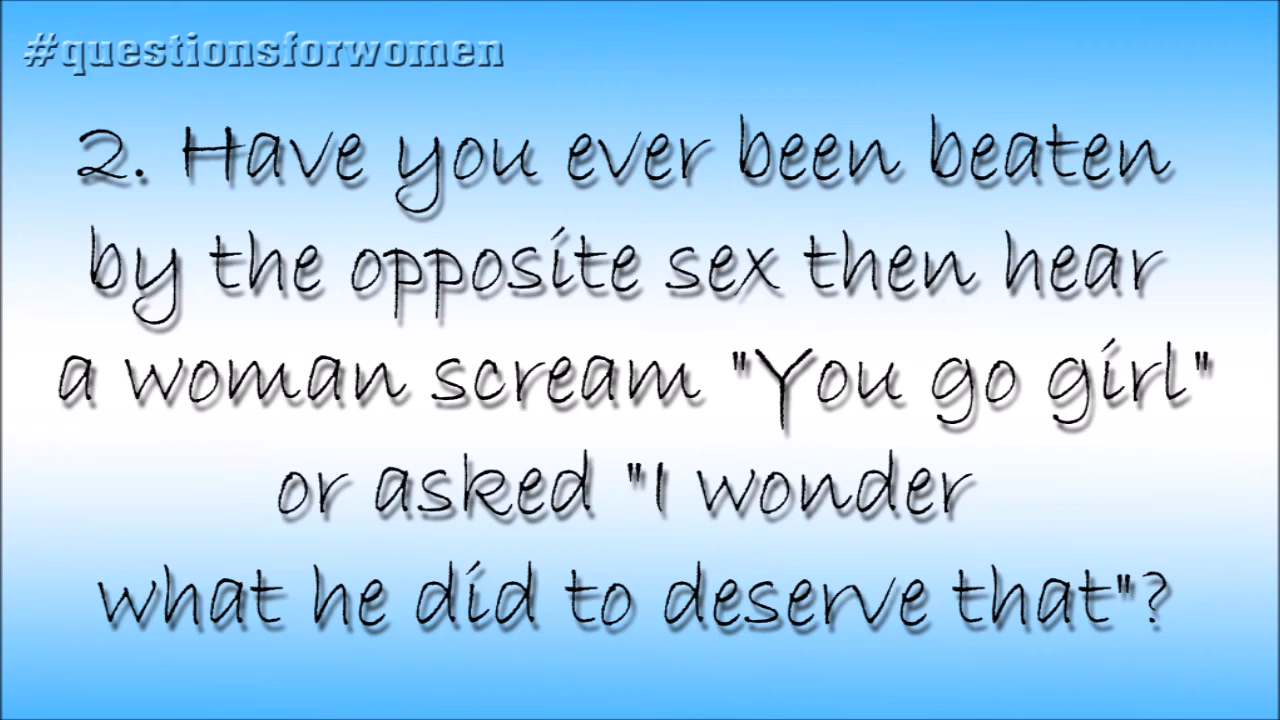 #questionsforwomen
2. Have you ever been beaten
by the opposite sex then hear
a woman scream "You go girl"
or asked "I wonder
what he did to deserve that"?